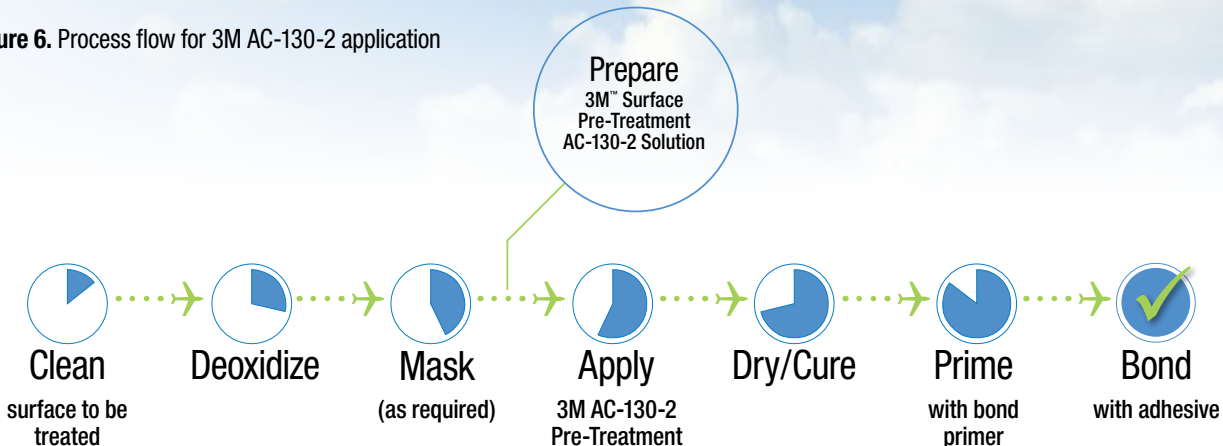 ure 6. Process flow for 3M AC-130-2 application
Prepare
3M™ Surface
Pre-Treatment
AC-130-2 Solution
Clean
surface to be
treated
Deoxidize
Mask
(as required)
Apply
3M AC-130-2
Pre-Treatment
Dry/Cure
Prime
with bond
primer
Bond
with adhesive